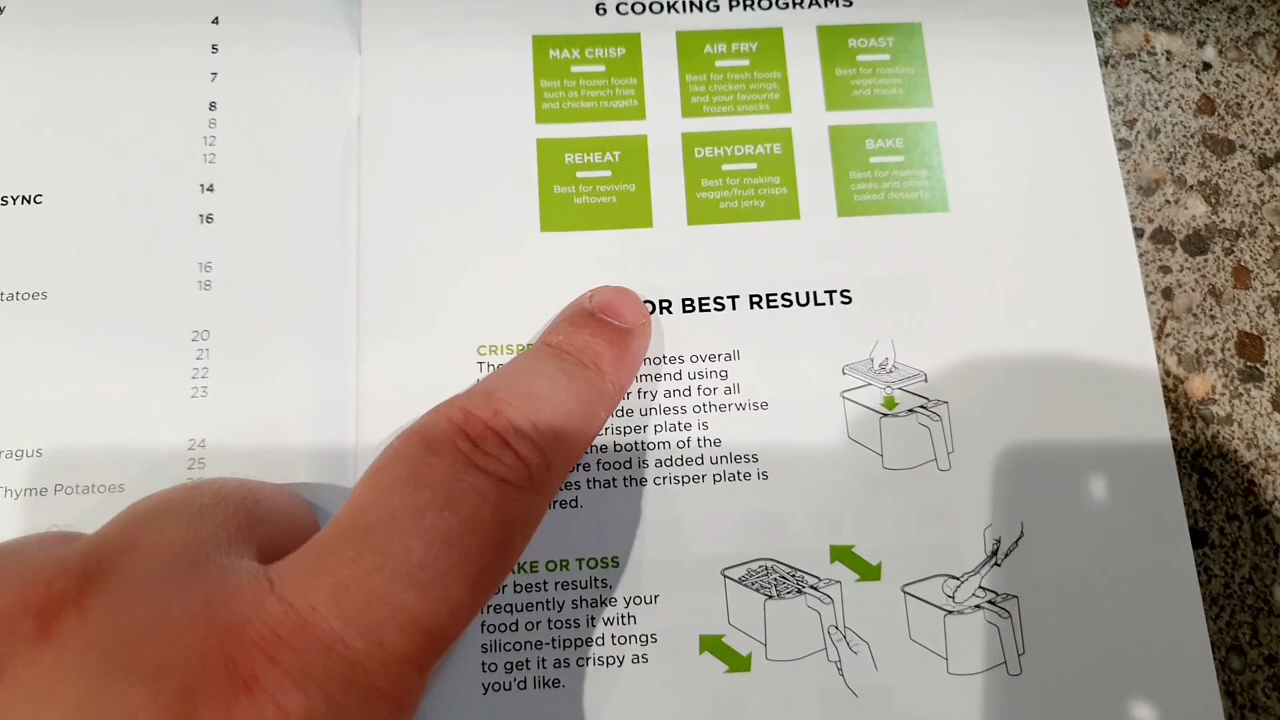 4
5
7
8
8
12
12
SYNC 14
16
16
tatoes 18
20
21
22
23
ragus 24
25
Thyme Potatoes
6 COOKING PROGRAMS
MAX CRISP
Best for frozen foods
such as French fries
and chicken nuggets
AIR FRY
Best for fresh foods
like chicken wings,
and your favourite
frozen snacks
ROAST
Best for roasting
vegetables
and meats
REHEAT
Best for reviving
leftovers
DEHYDRATE
Best for making
veggie/fruit crisps
and jerky
BAKE
Best for making
cakes and other
baked desserts
OR BEST RESULTS
CRISPE
The notes overall
mend using
r fry and for all
de unless otherwise
crisper plate is
the bottom of the
ore food is added unless
tes that the crisper plate is
ired.
AKE OR TOSS
or best results,
frequently shake your
food or toss it with
silicone-tipped tongs
to get it as crispy as
you'd like.